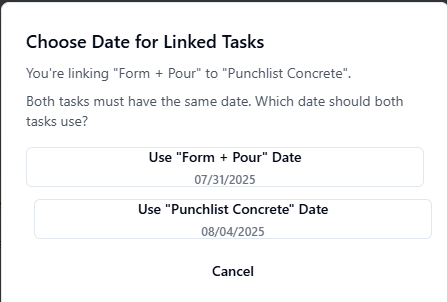 Choose Date for Linked Tasks
You're linking "Form + Pour" to "Punchlist Concrete".
Both tasks must have the same date. Which date should both
tasks use?
Use "Form + Pour" Date
07/31/2025
Use "Punchlist Concrete" Date
08/04/2025
Cancel